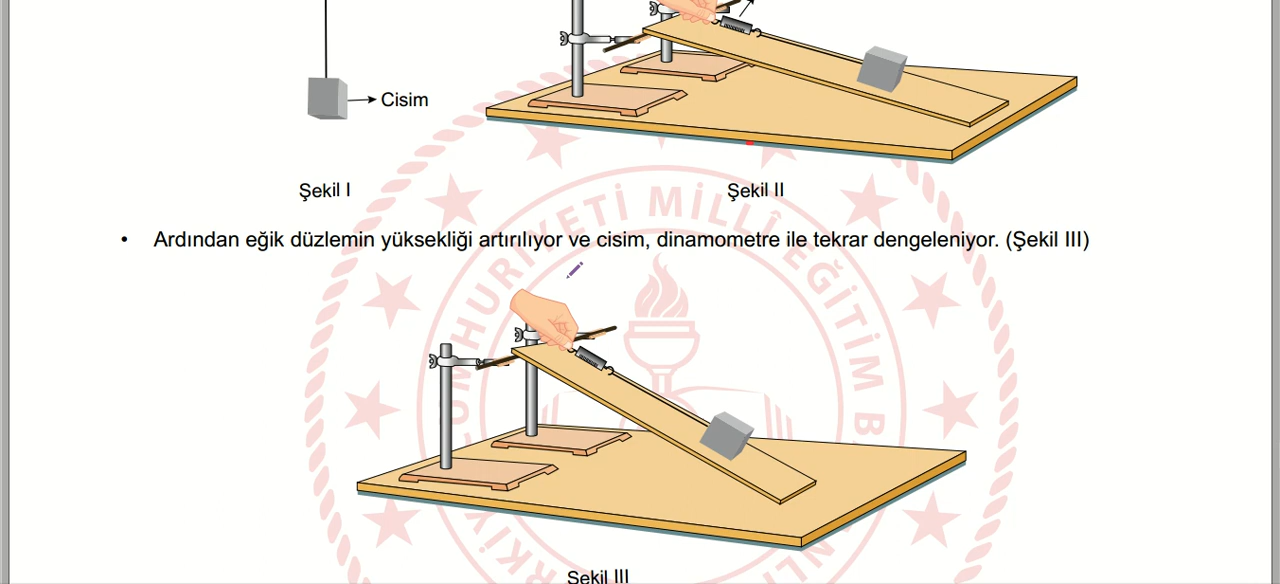 Cisim
Şekil I
Şekil II
• Ardından eğik düzlemin yüksekliği artırılıyor ve cisim, dinamometre ile tekrar dengeleniyor. (Şekil III)
Şekil III